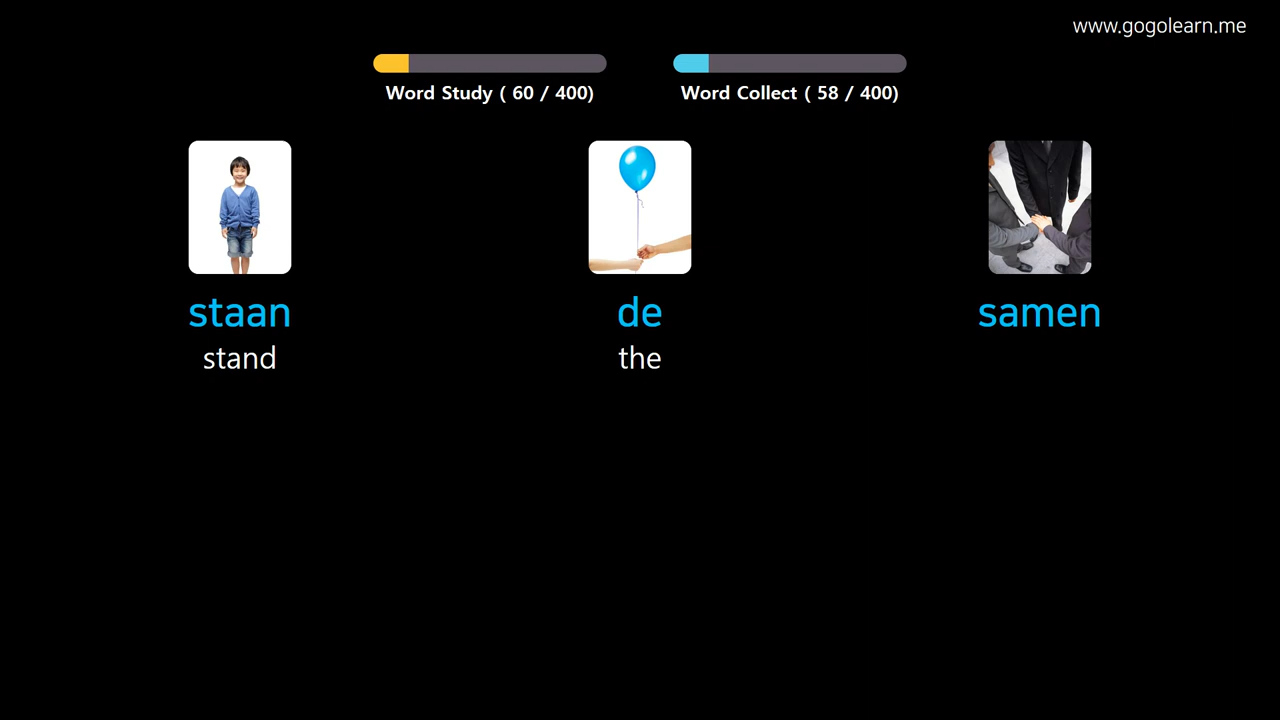 www.gogolearn.me
Word Study ( 60 / 400)
Word Collect ( 58 / 400)
staan
de
samen
stand
the